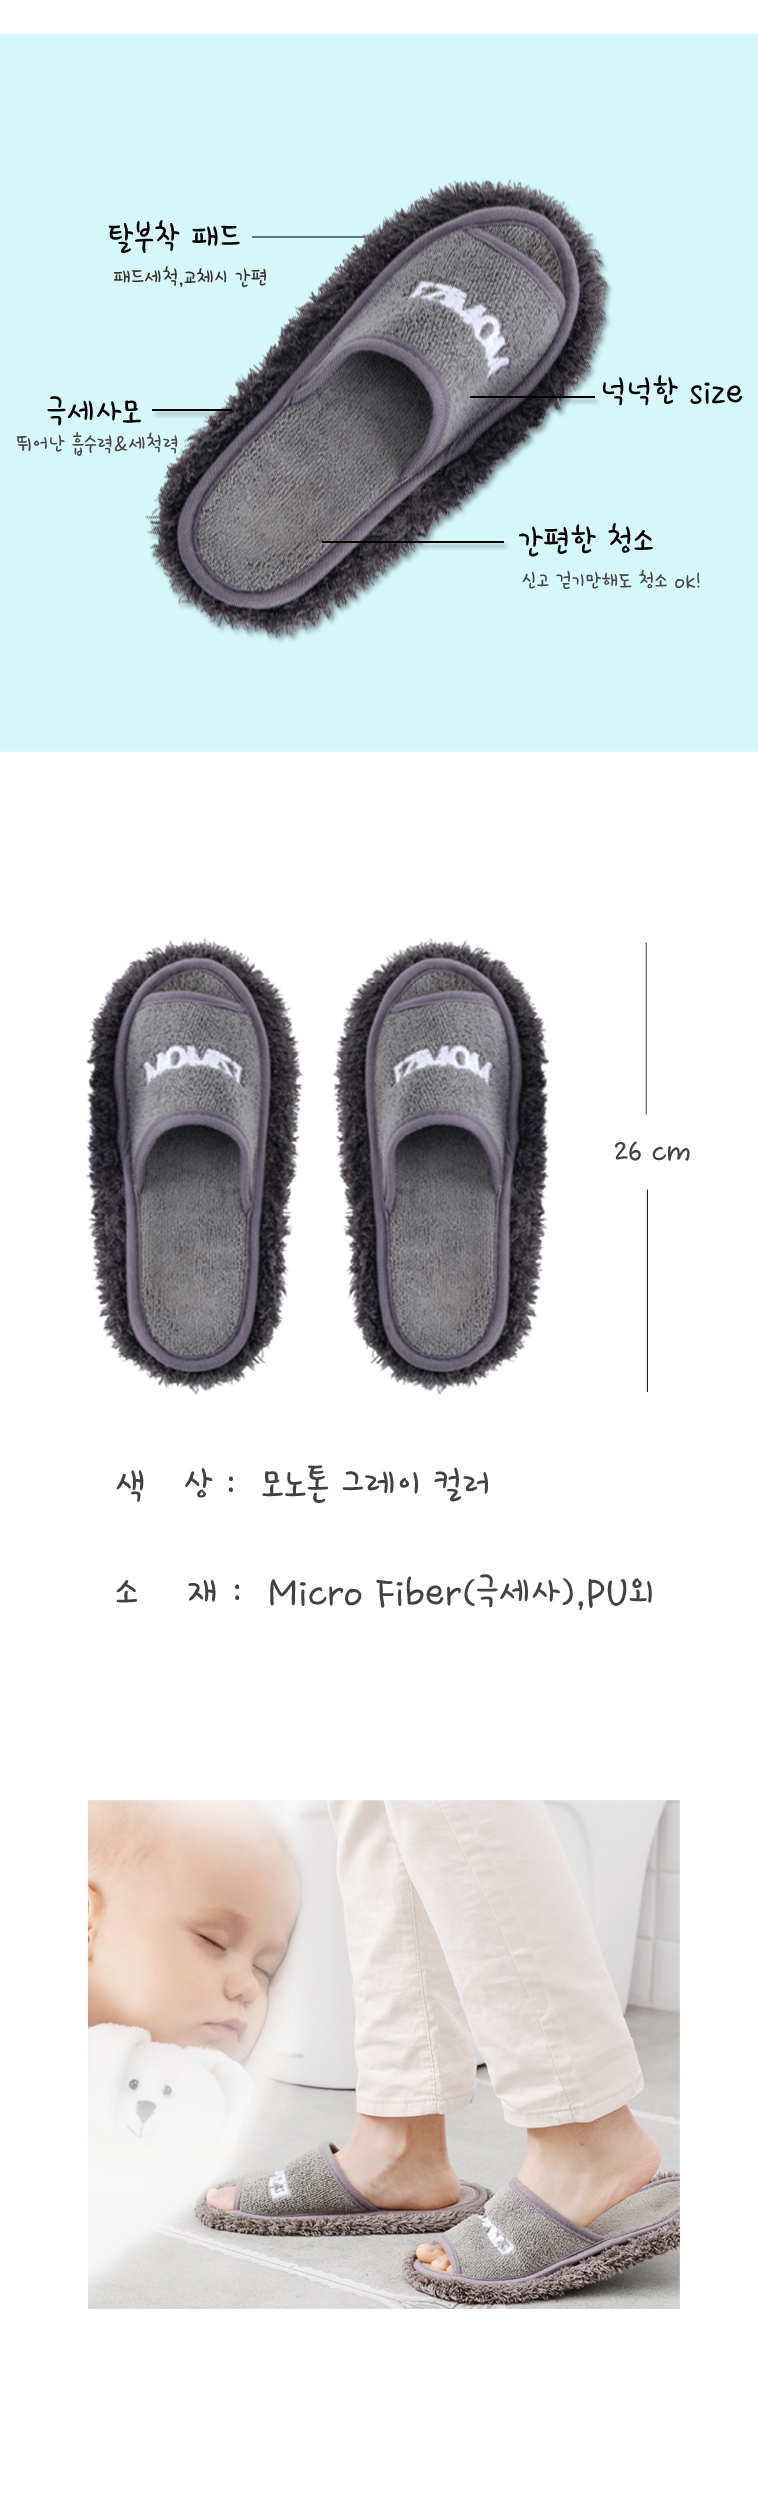 탈부착 패드
패드세척,교체시 간편
극세사모
뛰어난 흡수력&세척력
넉넉한 size
간편한 청소
신고 걷기만해도 청소 ok!
26 cm
색 상 : 모노톤 그레이 컬러
소 재 : Micro Fiber(극세사),PU외